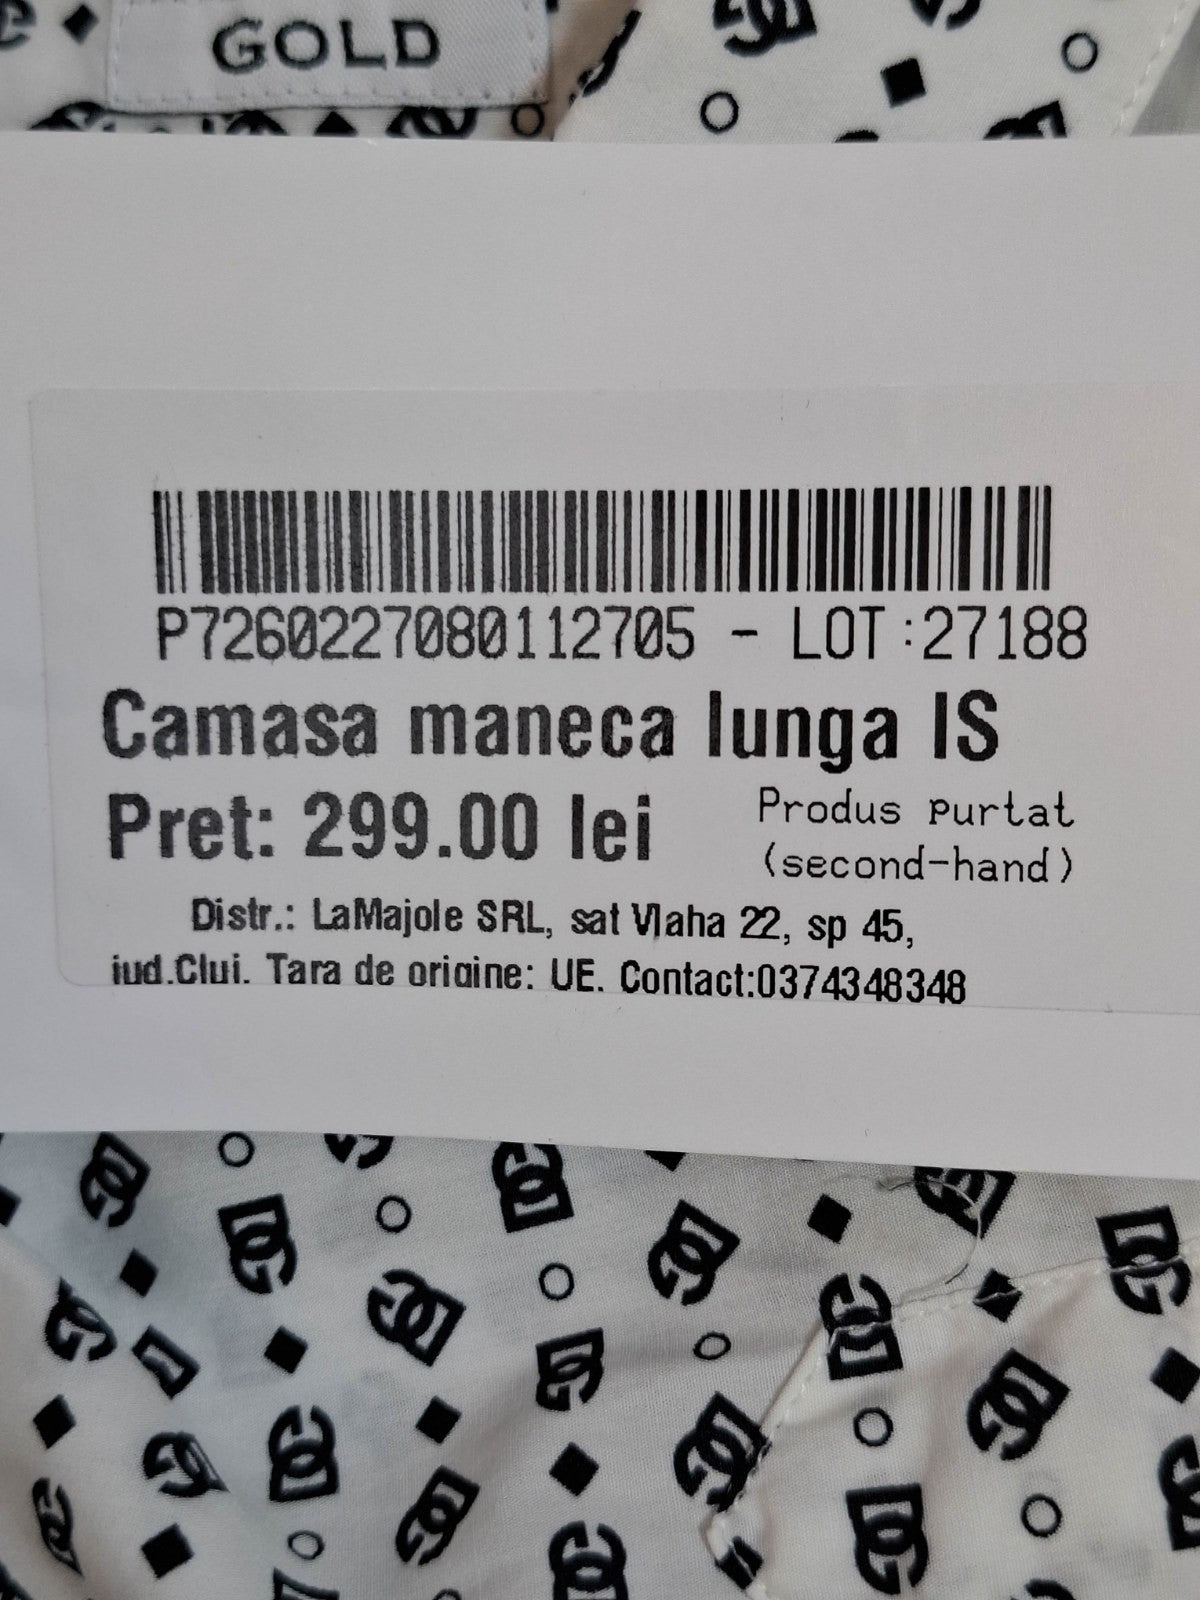 GOLD
P7260227080112705 - LOT:27188
Camasa maneca lunga IS
Pret: 299.00 lei
Produs purtat
(second-hand)
Distr.: LaMajole SRL, sat Vlaha 22, sp 45,
jud.Cluj. Tara de origine: UE. Contact:0374348348